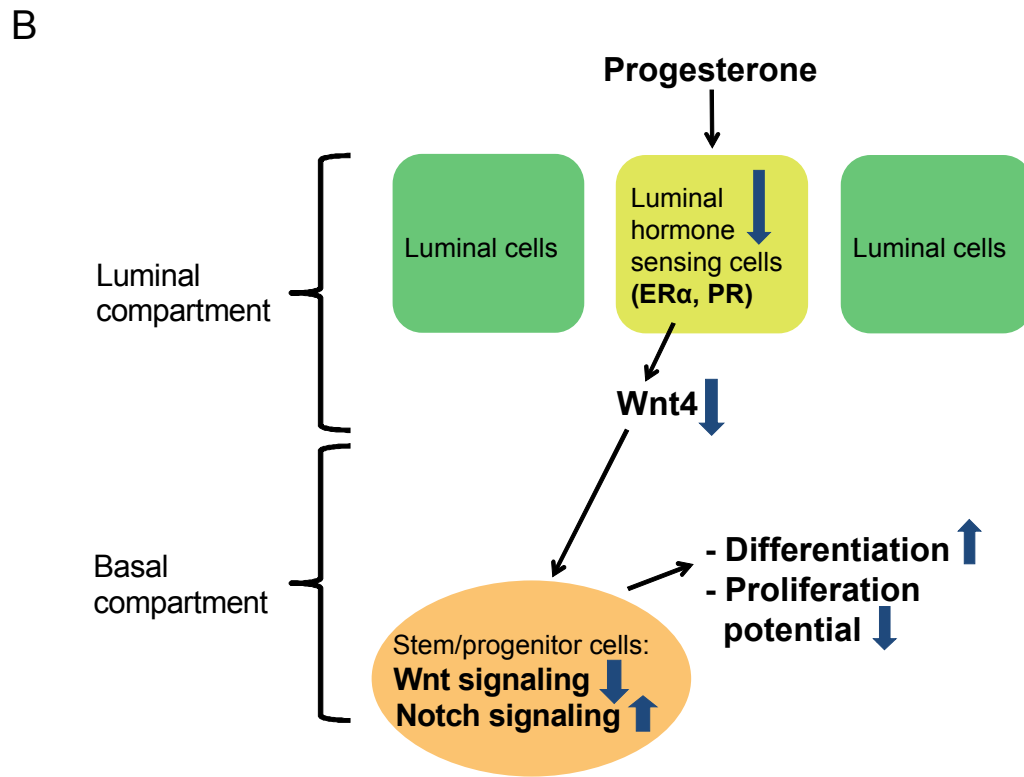 B
Progesterone
Luminal
compartment
Luminal cells
Luminal
hormone
sensing cells
(ERα, PR)
Luminal cells
Wnt4
Basal
compartment
- Differentiation
- Proliferation
potential
Stem/progenitor cells:
Wnt signaling
Notch signaling